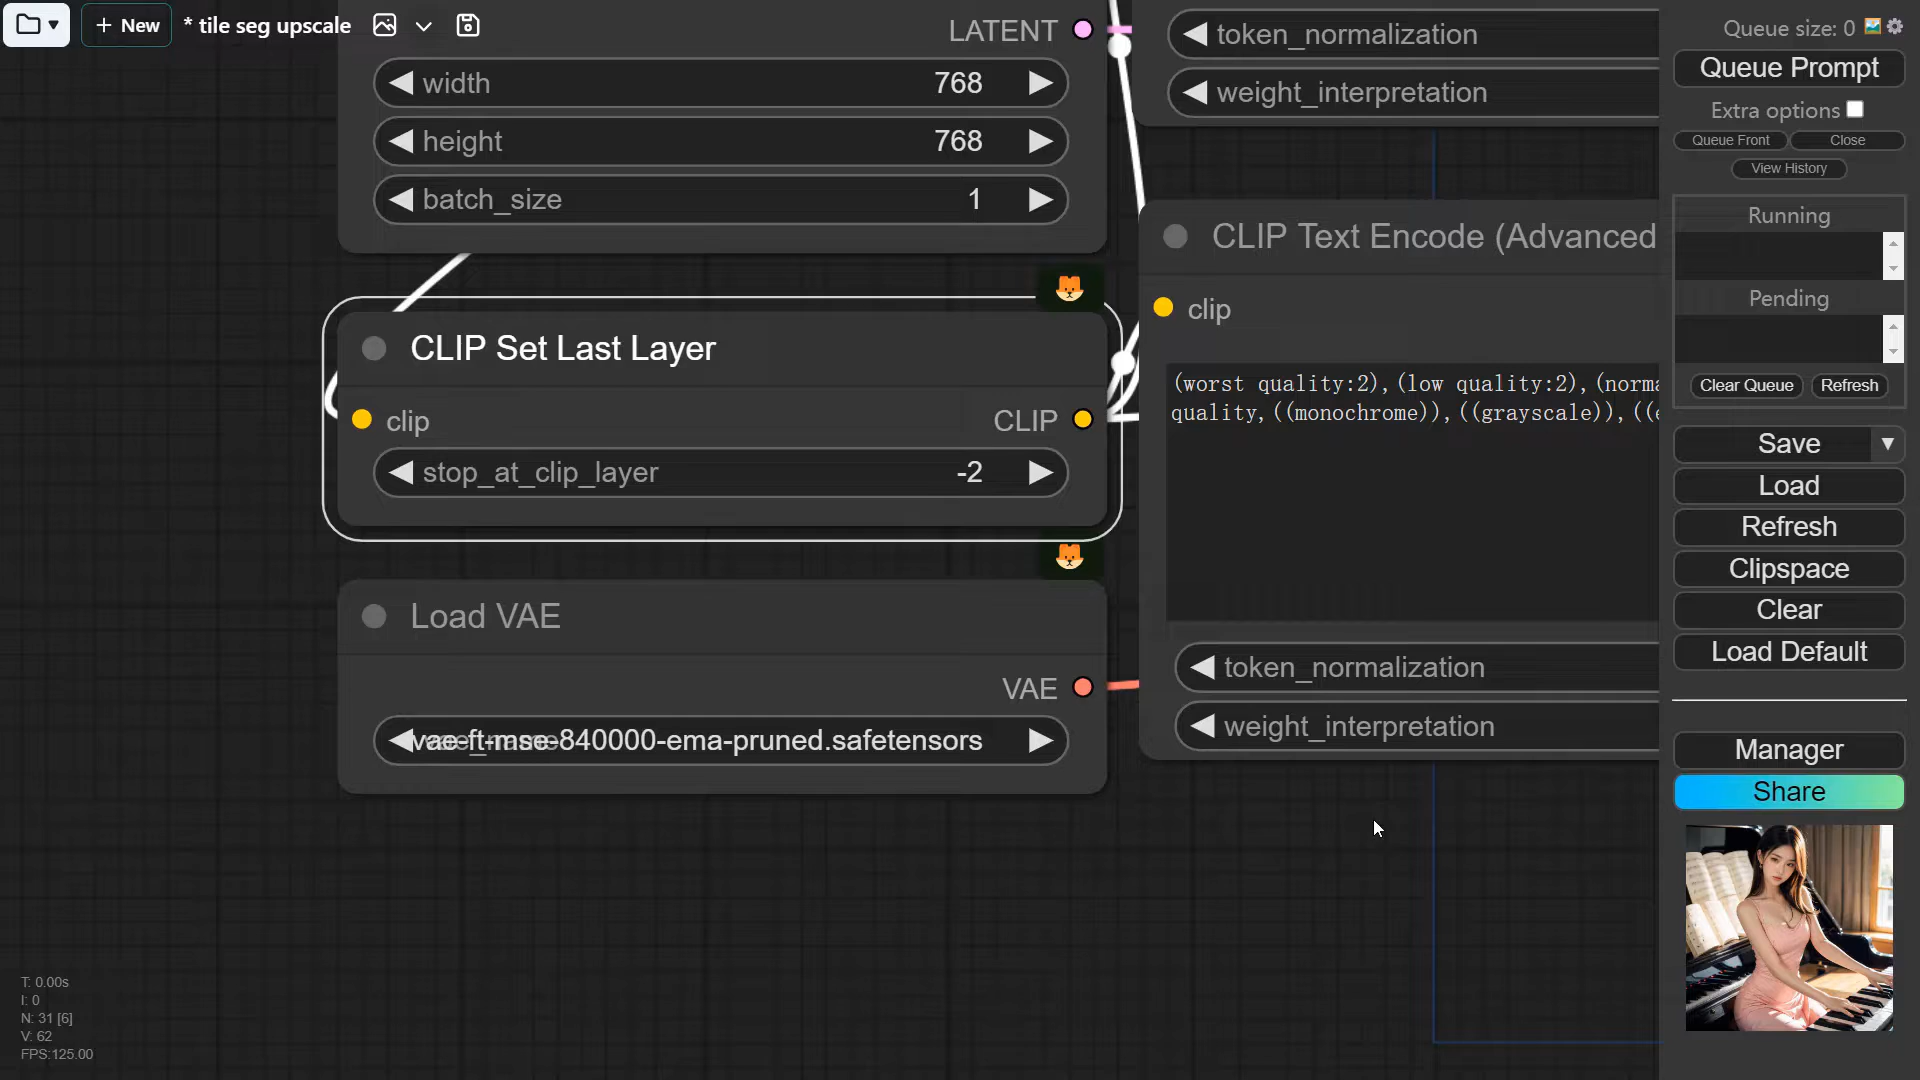 + New
* tile seg upscale
LATENT
width 768
height 768
batch_size 1
CLIP Set Last Layer
clip
CLIP
stop_at_clip_layer -2
Load VAE
VAE
vae-ft-mse-840000-ema-pruned.safetensors
token_normalization
weight_interpretation
CLIP Text Encode (Advanced
clip
(worst quality:2),(low quality:2),(norma
quality,((monochrome)),((grayscale)),((e
token_normalization
weight_interpretation
Queue size: 0
Queue Prompt
Extra options
Queue Front
Close
View History
Running
Pending
Clear Queue
Refresh
Save
Load
Refresh
Clipspace
Clear
Load Default
Manager
Share
T: 0.00s
I: 0
N: 31 [6]
V: 62
FPS:125.00